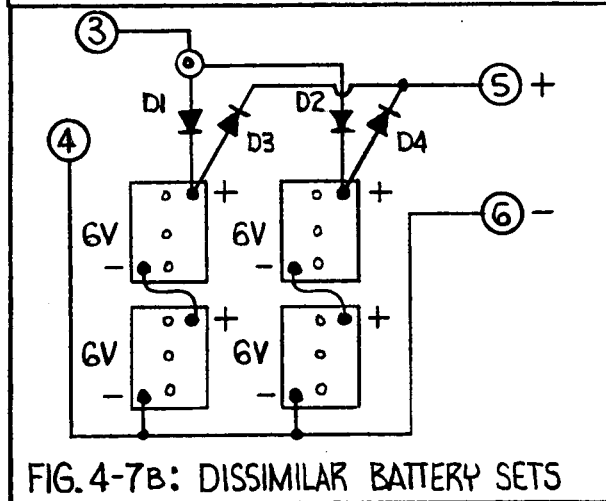 3
D1
D2
5 +
D3
D4
4
+
+
6 -
6V
6V
-
-
+
+
6V
6V
-
-
FIG. 4-7B: DISSIMILAR BATTERY SETS